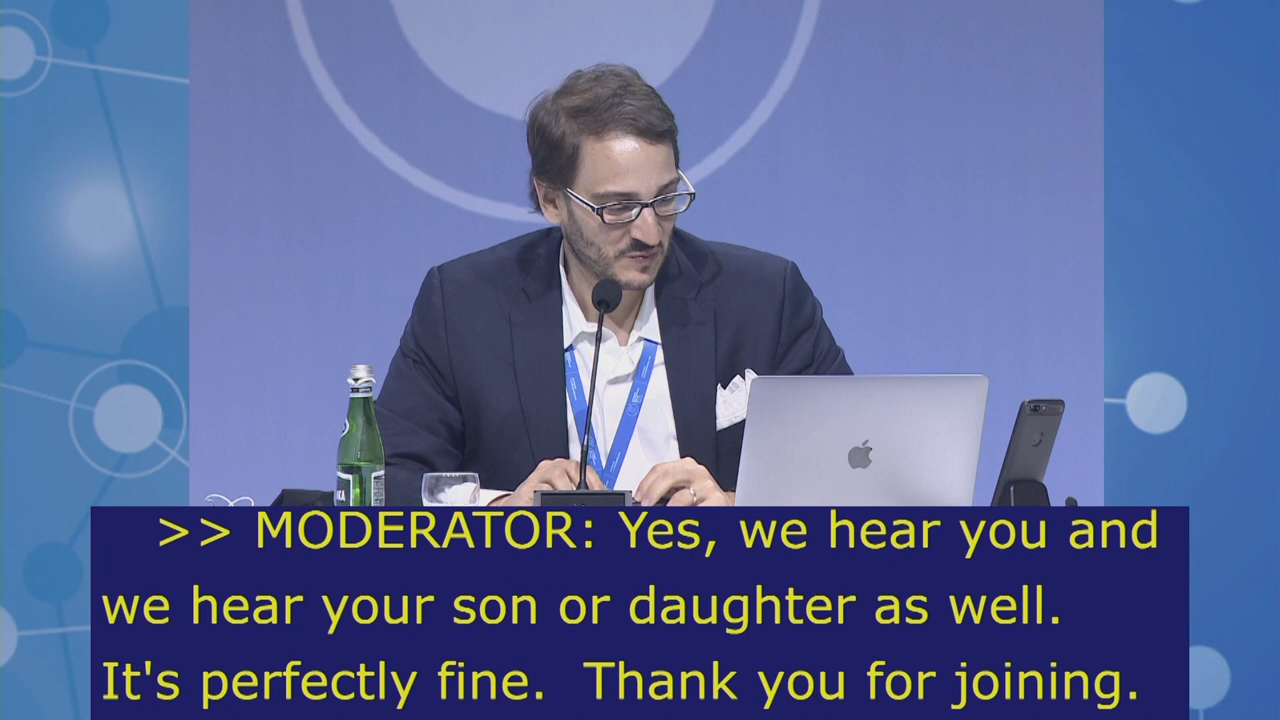 >> MODERATOR: Yes, we hear you and
we hear your son or daughter as well.
It's perfectly fine.  Thank you for joining.